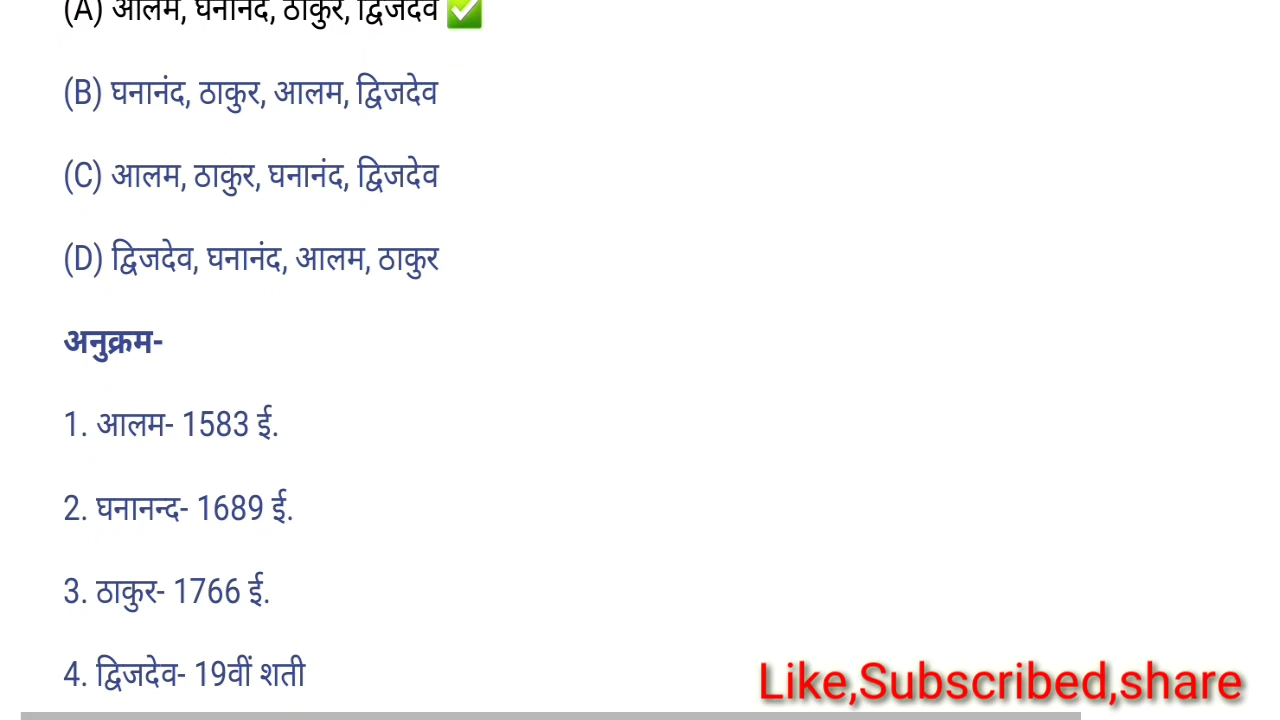 (A) आलम, घनानंद, ठाकुर, द्विजदेव ✅
(B) घनानंद, ठाकुर, आलम, द्विजदेव
(C) आलम, ठाकुर, घनानंद, द्विजदेव
(D) द्विजदेव, घनानंद, आलम, ठाकुर
अनुक्रम-
1. आलम- 1583 ई.
2. घनानन्द- 1689 ई.
3. ठाकुर- 1766 ई.
4. द्विजदेव- 19वीं शती
Like,Subscribed,share